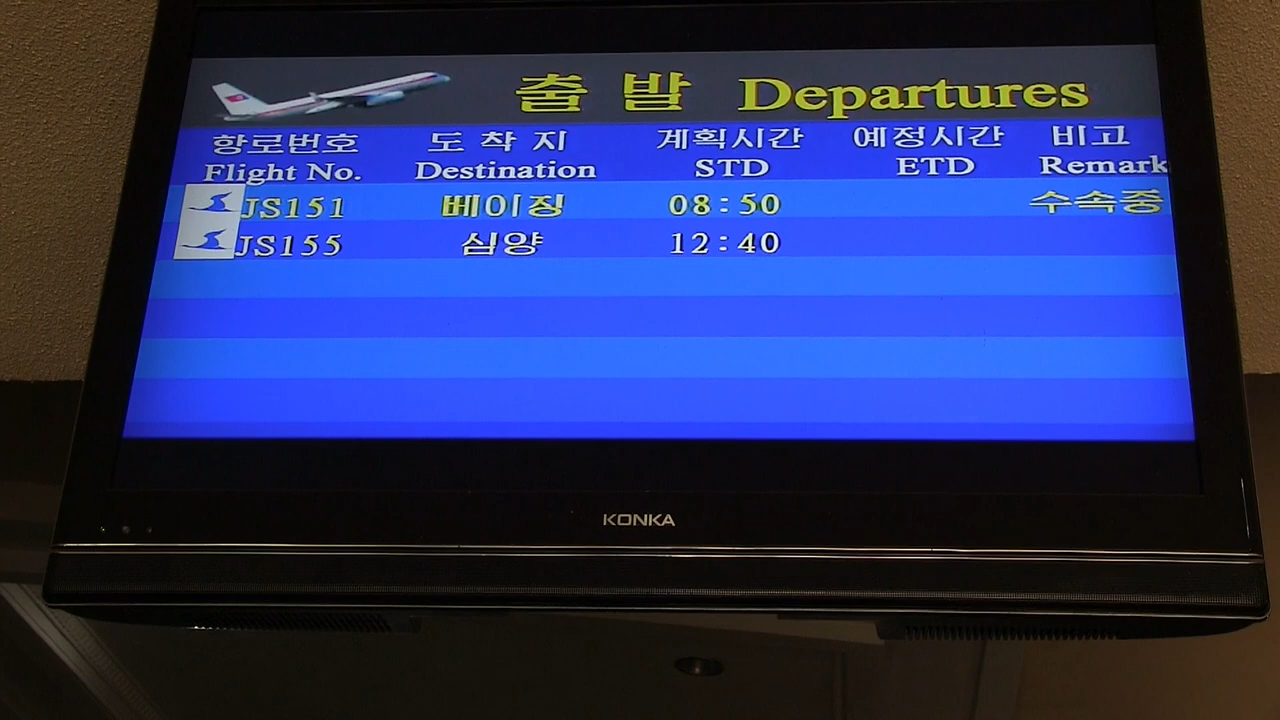 출 발 Departures
항로번호 도 착 지 계획시간 예정시간 비고
Flight No. Destination STD ETD Remark
JS151 베이징 08:50 수속중
JS155 심양 12:40
KONKA